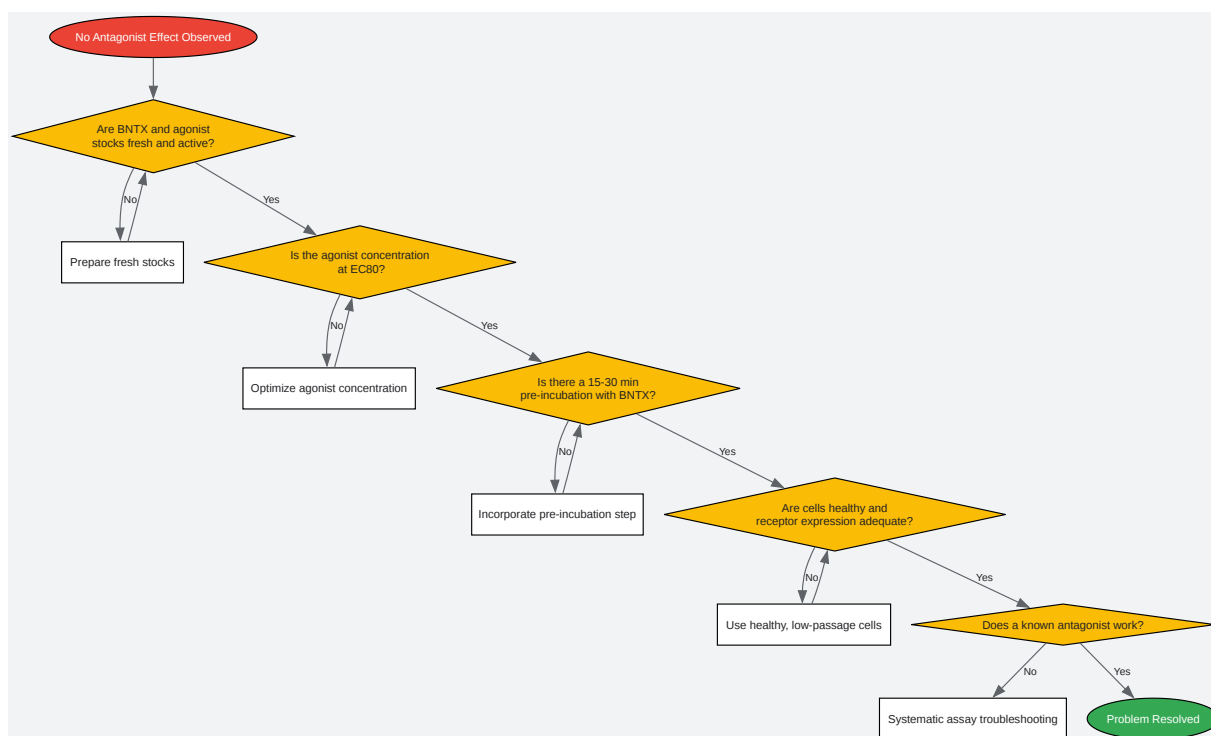 No Antagonist Effect Observed
Are BNTX and agonist
stocks fresh and active?
No
Yes
Prepare fresh stocks
Is the agonist concentration
at EC80?
No
Yes
Optimize agonist concentration
Is there a 15-30 min
pre-incubation with BNTX?
No
Yes
Incorporate pre-incubation step
Are cells healthy and
receptor expression adequate?
No
Yes
Use healthy, low-passage cells
Does a known antagonist work?
No
Yes
Systematic assay troubleshooting
Problem Resolved